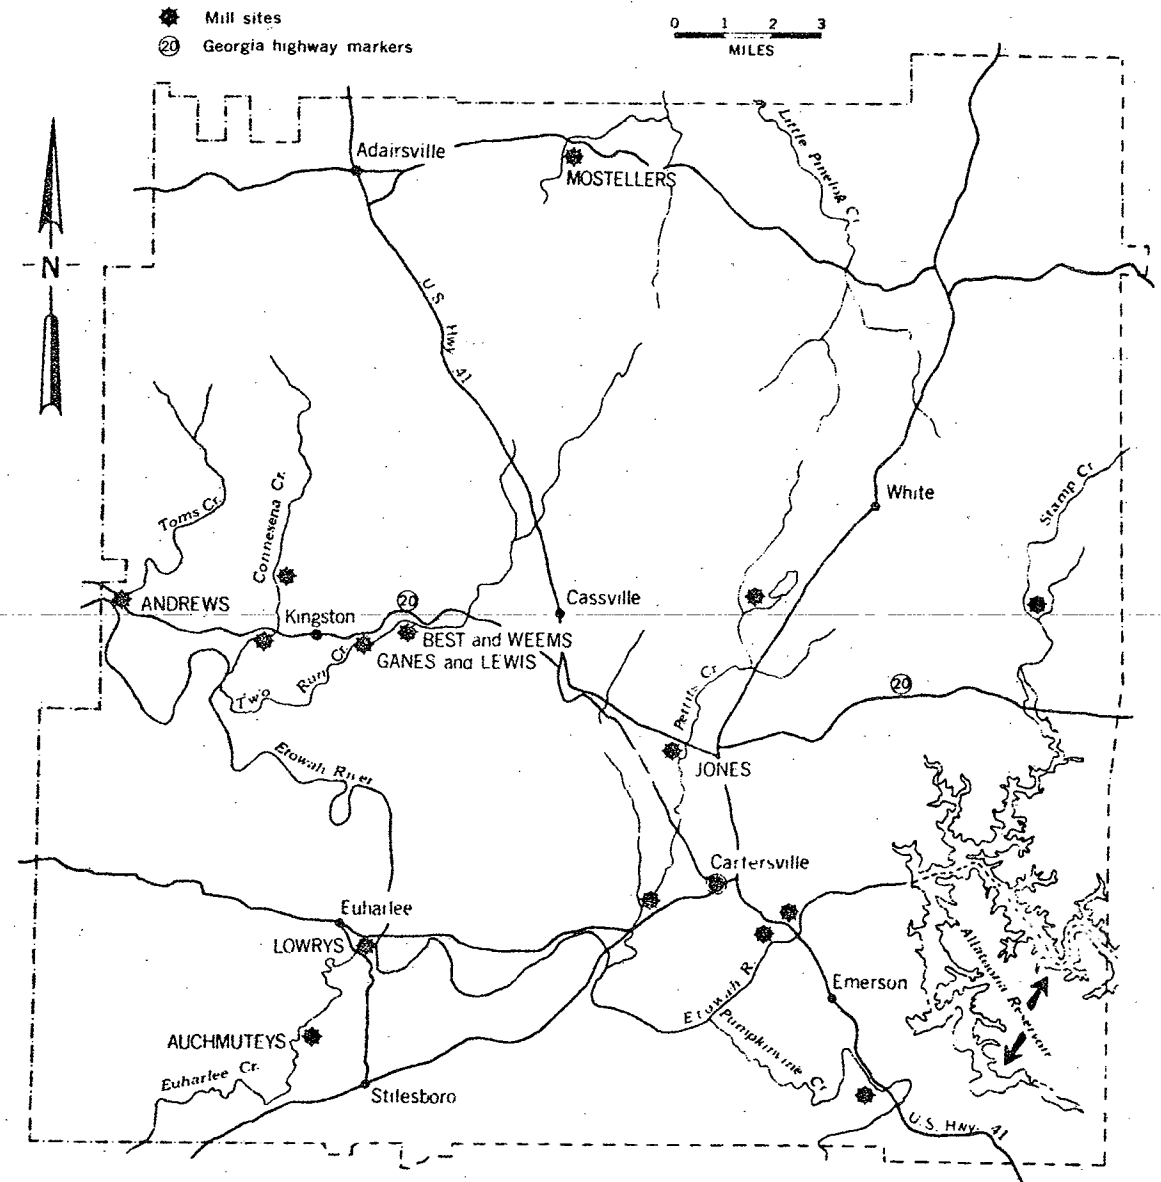 Mill sites
20 Georgia highway markers
0 1 2 3
MILES
N
Adairsville
MOSTELLERS
Little Pineing Cr
U.S. Hwy. 41
White
Stamp Cr
Toms Cr.
Connesena Cr.
ANDREWS
Kingston
20
Cassville
BEST and WEEMS
GANES and LEWIS
Two Run Cr.
Pettits Cr
20
JONES
Etowah River
Cartersville
Euharlee
LOWRYS
Allatoona Reservoir
Etowah R.
Emerson
Pumpkinvine Cr
AUCHMUTEYS
Euharlee Cr.
Stilesboro
U.S. Hwy. 41